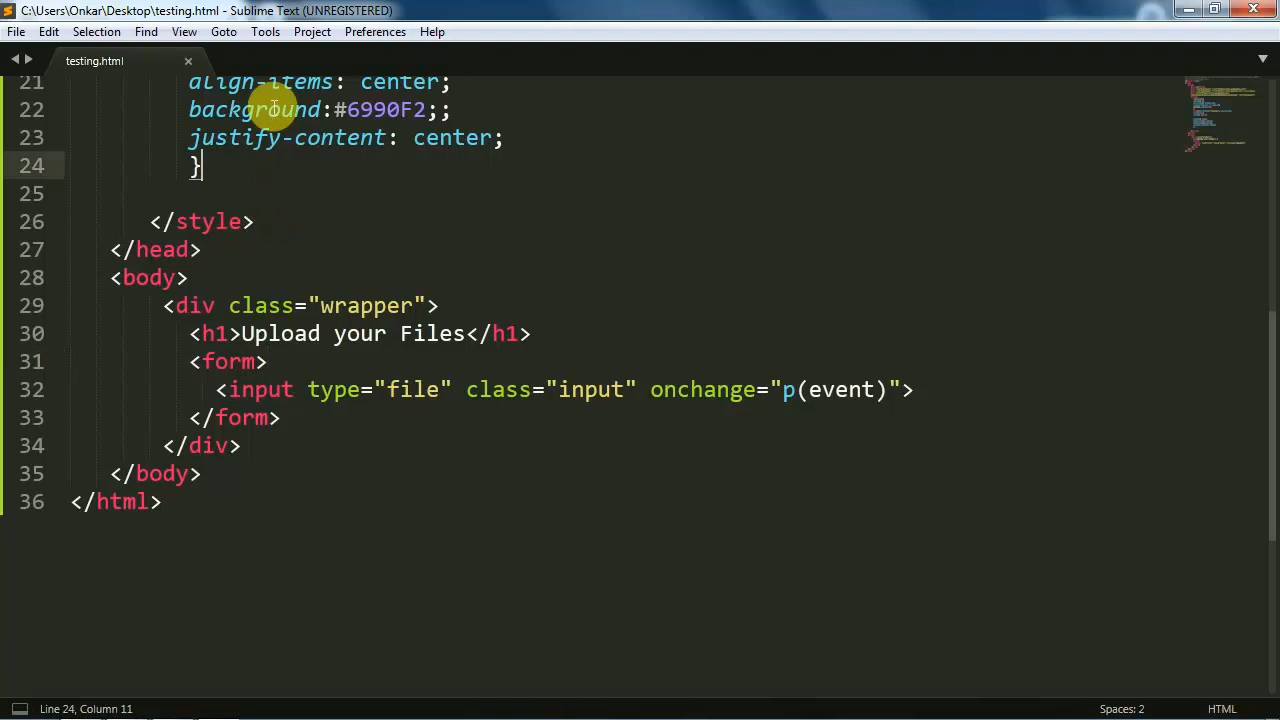 C:\Users\Onkar\Desktop\testing.html - Sublime Text (UNREGISTERED)
File Edit Selection Find View Goto Tools Project Preferences Help
testing.html
21 align-items: center;
22 background:#6990F2;;
23 justify-content: center;
24 }
25
26 </style>
27 </head>
28 <body>
29 <div class="wrapper">
30 <h1>Upload your Files</h1>
31 <form>
32 <input type="file" class="input" onchange="p(event)">
33 </form>
34 </div>
35 </body>
36 </html>
Line 24, Column 11 Spaces: 2 HTML